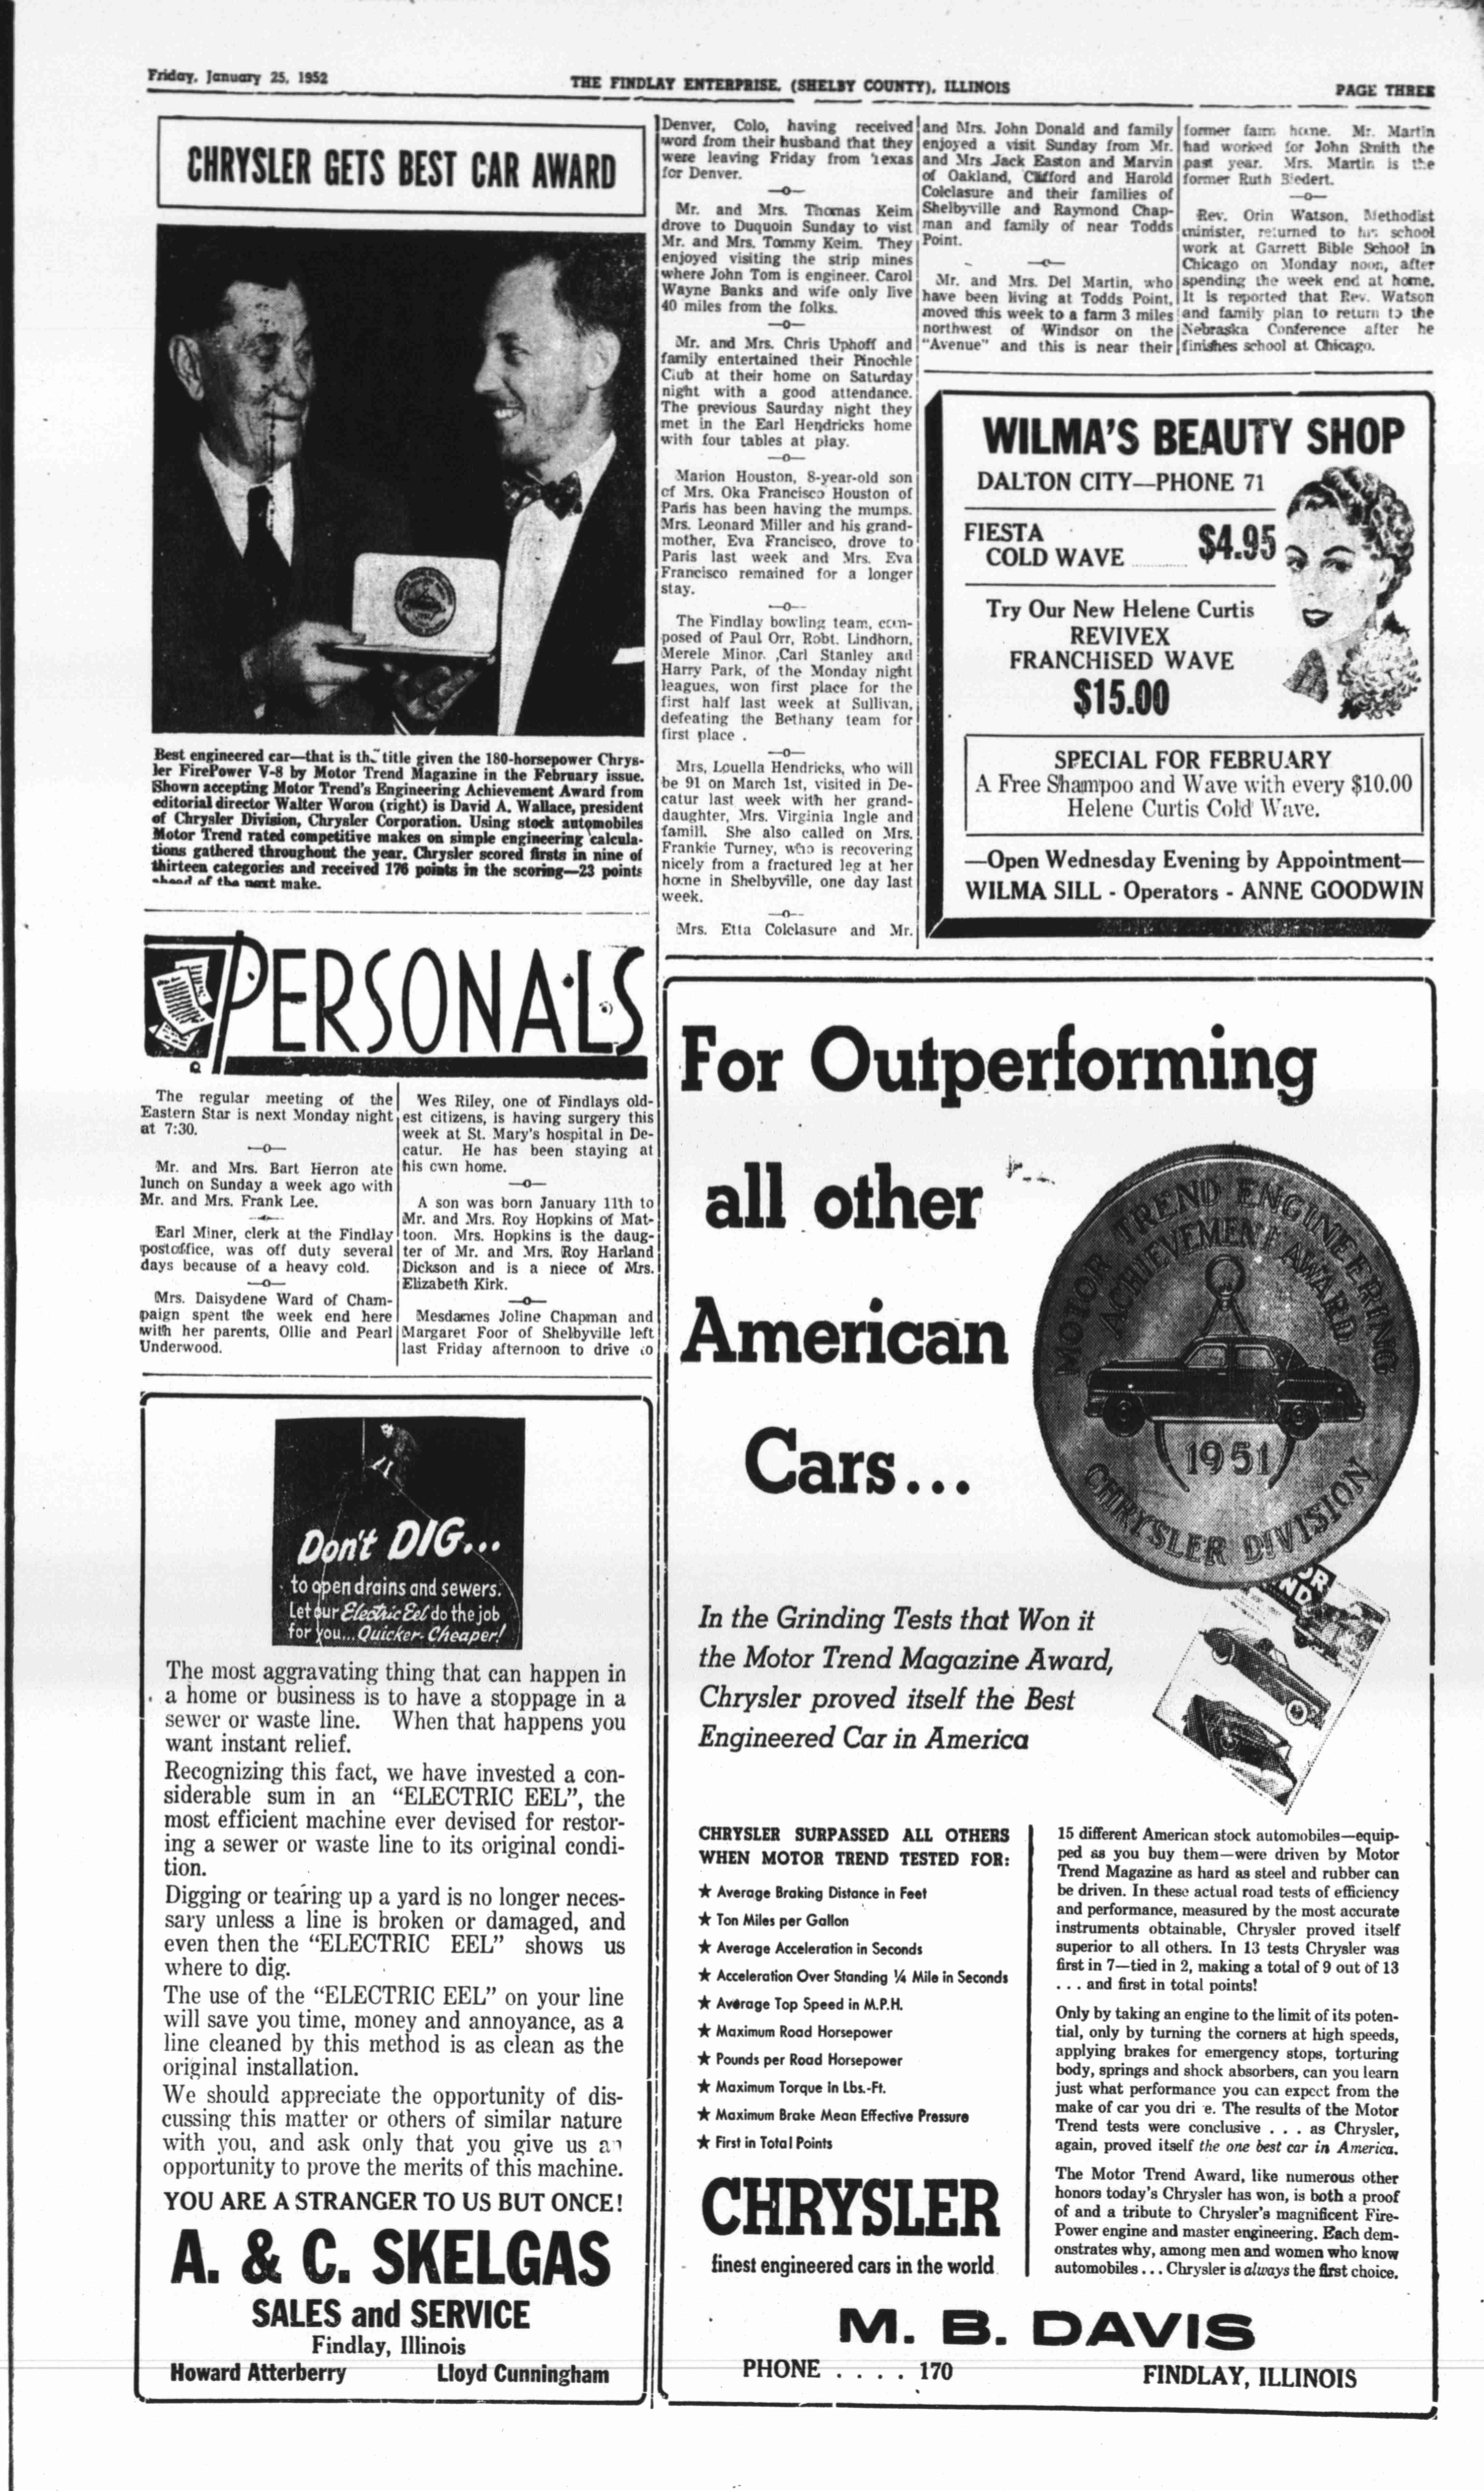 Friday, January 25, 1952
THE FINDLAY ENTERPRISE, (SHELBY COUNTY), ILLINOIS
PAGE THREE
CHRYSLER GETS BEST CAR AWARD
Best engineered car—that is the title given the 180-horsepower Chrys-
ler FirePower V-8 by Motor Trend Magazine in the February issue.
Shown accepting Motor Trend's Engineering Achievement Award from
editorial director Walter Woron (right) is David A. Wallace, president
of Chrysler Division, Chrysler Corporation. Using stock automobiles
Motor Trend rated competitive makes on simple engineering calcula-
tions gathered throughout the year. Chrysler scored firsts in nine of
thirteen categories and received 176 points in the scoring—23 points
ahead of the next make.
PERSONALS
The regular meeting of the
Eastern Star is next Monday night
at 7:30.
—o—
Mr. and Mrs. Bart Herron ate
lunch on Sunday a week ago with
Mr. and Mrs. Frank Lee.
—o—
Earl Miner, clerk at the Findlay
postoffice, was off duty several
days because of a heavy cold.
—o—
Mrs. Daisydene Ward of Cham-
paign spent the week end here
with her parents, Ollie and Pearl
Underwood.
Wes Riley, one of Findlays old-
est citizens, is having surgery this
week at St. Mary's hospital in De-
catur. He has been staying at
his own home.
—o—
A son was born January 11th to
Mr. and Mrs. Roy Hopkins of Mat-
toon. Mrs. Hopkins is the daug-
ter of Mr. and Mrs. Roy Harland
Dickson and is a niece of Mrs.
Elizabeth Kirk.
—o—
Mesdames Joline Chapman and
Margaret Foor of Shelbyville left
last Friday afternoon to drive to
Denver, Colo, having received
word from their husband that they
were leaving Friday from Texas
for Denver.
—o—
Mr. and Mrs. Thomas Keim
drove to Duquoin Sunday to vist
Mr. and Mrs. Tommy Keim. They
enjoyed visiting the strip mines
where John Tom is engineer. Carol
Wayne Banks and wife only live
40 miles from the folks.
—o—
Mr. and Mrs. Chris Uphoff and
family entertained their Pinochle
Club at their home on Saturday
night with a good attendance.
The previous Saurday night they
met in the Earl Hendricks home
with four tables at play.
—o—
Marion Houston, 8-year-old son
of Mrs. Oka Francisco Houston of
Paris has been having the mumps.
Mrs. Leonard Miller and his grand-
mother, Eva Francisco, drove to
Paris last week and Mrs. Eva
Francisco remained for a longer
stay.
—o—
The Findlay bowling team, com-
posed of Paul Orr, Robt. Lindhorn,
Merele Minor. ,Carl Stanley and
Harry Park, of the Monday night
leagues, won first place for the
first half last week at Sullivan,
defeating the Bethany team for
first place .
—o—
Mrs, Louella Hendricks, who will
be 91 on March 1st, visited in De-
catur last week with her grand-
daughter, Mrs. Virginia Ingle and
famill. She also called on Mrs.
Frankie Turney, who is recovering
nicely from a fractured leg at her
home in Shelbyville, one day last
week.
—o—
Mrs. Etta Colclasure and Mr.
and Mrs. John Donald and family
enjoyed a visit Sunday from Mr.
and Mrs Jack Easton and Marvin
of Oakland, Clifford and Harold
Colclasure and their families of
Shelbyville and Raymond Chap-
man and family of near Todds
Point.
—o—
Mr. and Mrs. Del Martin, who
have been living at Todds Point,
moved this week to a farm 3 miles
northwest of Windsor on the
"Avenue" and this is near their
former farm home. Mr. Martin
had worked for John Smith the
past year. Mrs. Martin is the
former Ruth Biedert.
—o—
Rev. Orin Watson, Methodist
minister, returned to his school
work at Garrett Bible School in
Chicago on Monday noon, after
spending the week end at home.
It is reported that Rev. Watson
and family plan to return to the
Nebraska Conference after he
finishes school at Chicago.
WILMA'S BEAUTY SHOP
DALTON CITY—PHONE 71
FIESTA
COLD WAVE ........ $4.95
Try Our New Helene Curtis
REVIVEX
FRANCHISED WAVE
$15.00
SPECIAL FOR FEBRUARY
A Free Shampoo and Wave with every $10.00
Helene Curtis Cold Wave.
—Open Wednesday Evening by Appointment—
WILMA SILL - Operators - ANNE GOODWIN
Don't DIG...
to open drains and sewers.
Let our Electric Eel do the job
for you... Quicker- Cheaper!
The most aggravating thing that can happen in
a home or business is to have a stoppage in a
sewer or waste line. When that happens you
want instant relief.
Recognizing this fact, we have invested a con-
siderable sum in an "ELECTRIC EEL", the
most efficient machine ever devised for restor-
ing a sewer or waste line to its original condi-
tion.
Digging or tearing up a yard is no longer neces-
sary unless a line is broken or damaged, and
even then the "ELECTRIC EEL" shows us
where to dig.
The use of the "ELECTRIC EEL" on your line
will save you time, money and annoyance, as a
line cleaned by this method is as clean as the
original installation.
We should appreciate the opportunity of dis-
cussing this matter or others of similar nature
with you, and ask only that you give us an
opportunity to prove the merits of this machine.
YOU ARE A STRANGER TO US BUT ONCE!
A. & C. SKELGAS
SALES and SERVICE
Findlay, Illinois
Howard Atterberry Lloyd Cunningham
For Outperforming
all other
American
Cars...
MOTOR TREND ENGINEERING
ACHIEVEMENT AWARD
1951
CHRYSLER DIVISION
In the Grinding Tests that Won it
the Motor Trend Magazine Award,
Chrysler proved itself the Best
Engineered Car in America
CHRYSLER SURPASSED ALL OTHERS
WHEN MOTOR TREND TESTED FOR:
★ Average Braking Distance in Feet
★ Ton Miles per Gallon
★ Average Acceleration in Seconds
★ Acceleration Over Standing ¼ Mile in Seconds
★ Average Top Speed in M.P.H.
★ Maximum Road Horsepower
★ Pounds per Road Horsepower
★ Maximum Torque in Lbs.-Ft.
★ Maximum Brake Mean Effective Pressure
★ First in Total Points
CHRYSLER
finest engineered cars in the world
15 different American stock automobiles—equip-
ped as you buy them—were driven by Motor
Trend Magazine as hard as steel and rubber can
be driven. In these actual road tests of efficiency
and performance, measured by the most accurate
instruments obtainable, Chrysler proved itself
superior to all others. In 13 tests Chrysler was
first in 7—tied in 2, making a total of 9 out of 13
. . . and first in total points!
Only by taking an engine to the limit of its poten-
tial, only by turning the corners at high speeds,
applying brakes for emergency stops, torturing
body, springs and shock absorbers, can you learn
just what performance you can expect from the
make of car you dri e. The results of the Motor
Trend tests were conclusive . . . as Chrysler,
again, proved itself the one best car in America.
The Motor Trend Award, like numerous other
honors today's Chrysler has won, is both a proof
of and a tribute to Chrysler's magnificent Fire-
Power engine and master engineering. Each dem-
onstrates why, among men and women who know
automobiles . . . Chrysler is always the first choice.
M. B. DAVIS
PHONE . . . . 170
FINDLAY, ILLINOIS